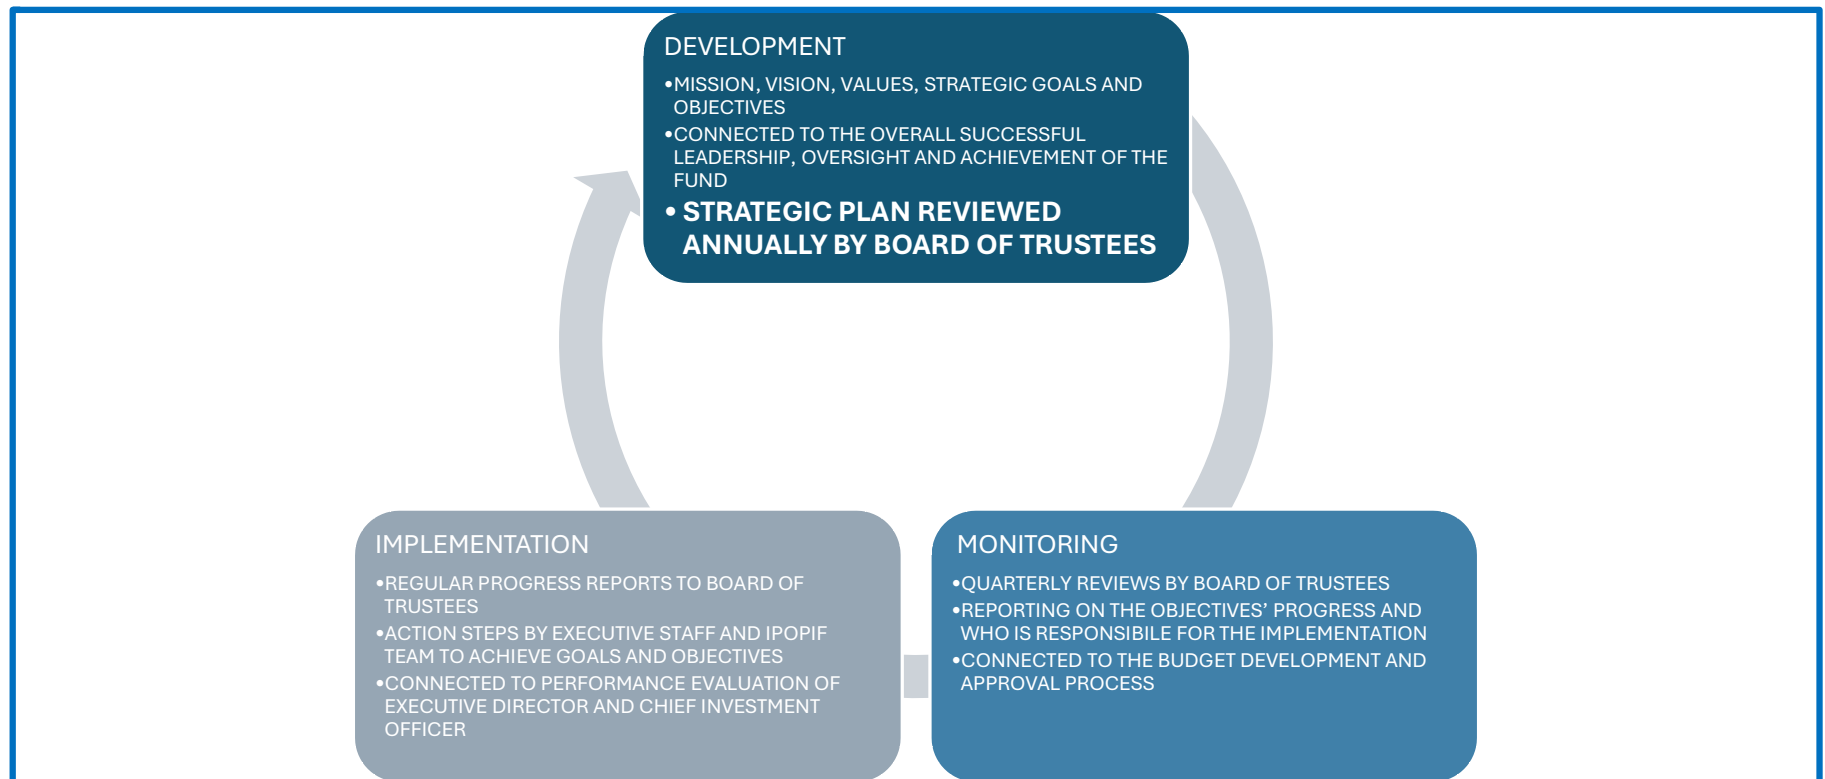 DEVELOPMENT
•MISSION, VISION, VALUES, STRATEGIC GOALS AND
OBJECTIVES
•CONNECTED TO THE OVERALL SUCCESSFUL
LEADERSHIP, OVERSIGHT AND ACHIEVEMENT OF THE
FUND
• STRATEGIC PLAN REVIEWED
ANNUALLY BY BOARD OF TRUSTEES
IMPLEMENTATION
•REGULAR PROGRESS REPORTS TO BOARD OF
TRUSTEES
•ACTION STEPS BY EXECUTIVE STAFF AND IPOPIF
TEAM TO ACHIEVE GOALS AND OBJECTIVES
•CONNECTED TO PERFORMANCE EVALUATION OF
EXECUTIVE DIRECTOR AND CHIEF INVESTMENT
OFFICER
MONITORING
•QUARTERLY REVIEWS BY BOARD OF TRUSTEES
•REPORTING ON THE OBJECTIVES’ PROGRESS AND
WHO IS RESPONSIBILE FOR THE IMPLEMENTATION
•CONNECTED TO THE BUDGET DEVELOPMENT AND
APPROVAL PROCESS